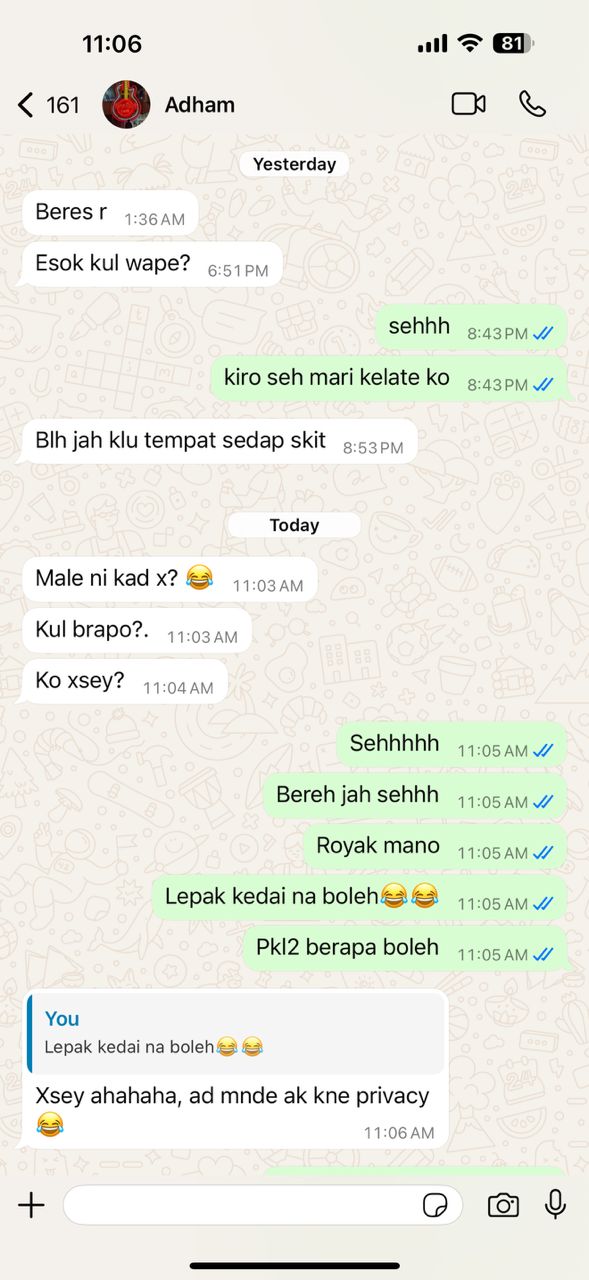 11:06
81
161
Adham
Yesterday
Beres r 1:36 AM
Esok kul wape? 6:51 PM
sehhh 8:43 PM
kiro seh mari kelate ko 8:43 PM
Blh jah klu tempat sedap skit 8:53 PM
Today
Male ni kad x? 😂 11:03 AM
Kul brapo?. 11:03 AM
Ko xsey? 11:04 AM
Sehhhhh 11:05 AM
Bereh jah sehhh 11:05 AM
Royak mano 11:05 AM
Lepak kedai na boleh😂😂 11:05 AM
Pkl2 berapa boleh 11:05 AM
You
Lepak kedai na boleh😂😂
Xsey ahahaha, ad mnde ak kne privacy
😂 11:06 AM